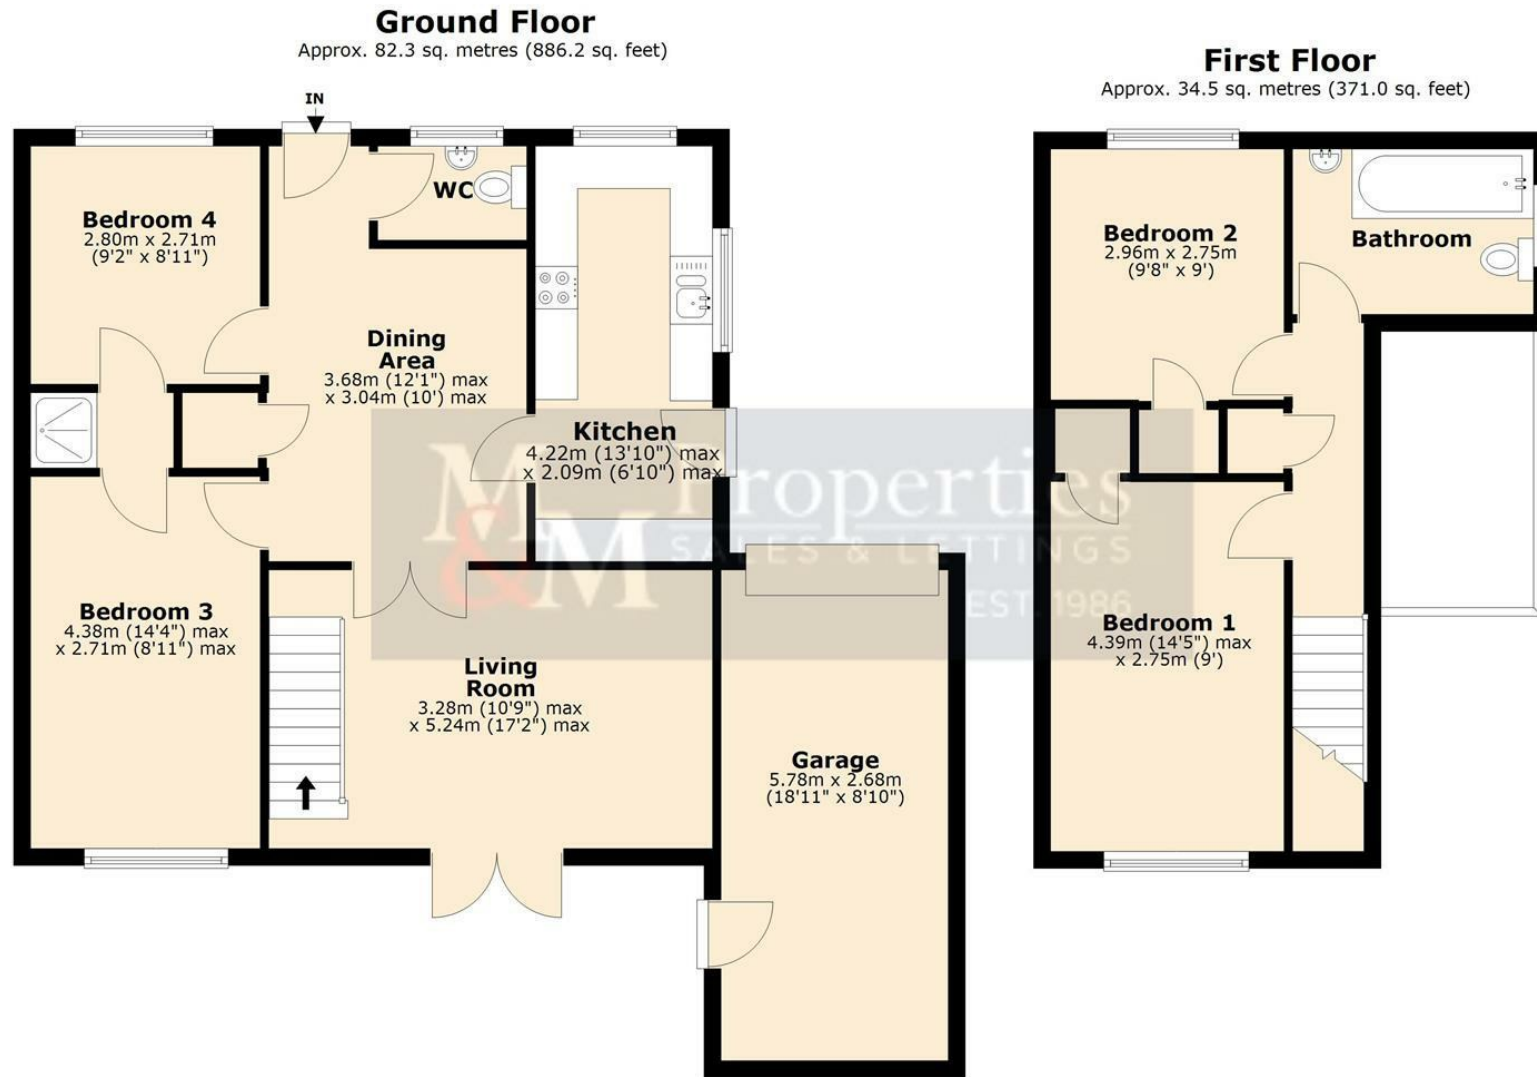 Ground Floor
Approx. 82.3 sq. metres (886.2 sq. feet)
IN
Bedroom 4
2.80m x 2.71m
(9'2" x 8'11")
WC
Dining
Area
3.68m (12'1") max
x 3.04m (10') max
Kitchen
4.22m (13'10") max
x 2.09m (6'10") max
Bedroom 3
4.38m (14'4") max
x 2.71m (8'11") max
Living
Room
3.28m (10'9") max
x 5.24m (17'2") max
Garage
5.78m x 2.68m
(18'11" x 8'10")
First Floor
Approx. 34.5 sq. metres (371.0 sq. feet)
Bedroom 2
2.96m x 2.75m
(9'8" x 9')
Bathroom
Bedroom 1
4.39m (14'5") max
x 2.75m (9')
M&M Properties
SALES & LETTINGS
EST. 1986